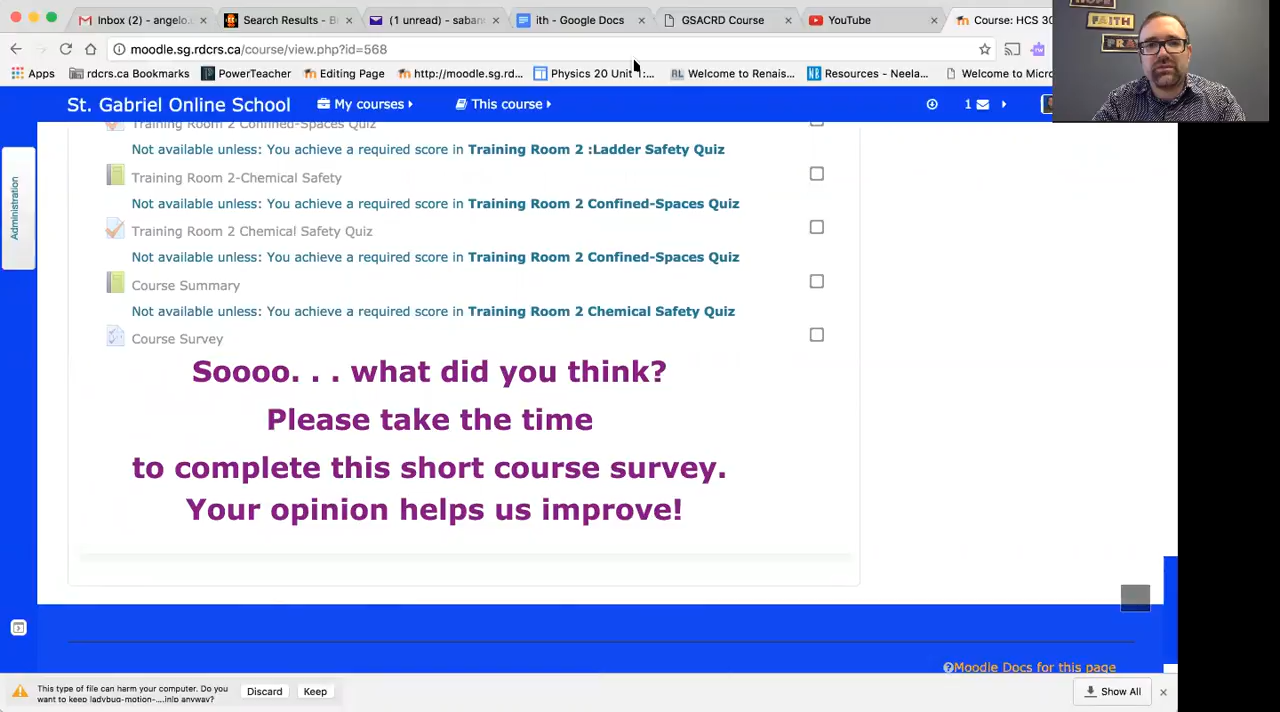 Inbox (2) - angelo.s
Search Results - B
(1 unread) - saban
ith - Google Docs
GSACRD Course
YouTube
Course: HCS 30
moodle.sg.rdcrs.ca/course/view.php?id=568
Apps
rdcrs.ca Bookmarks
PowerTeacher
Editing Page
http://moodle.sg.rd...
Physics 20 Unit 1:...
Welcome to Renais...
Resources - Neela...
Welcome to Micro
HOPE
FAITH
PRA
St. Gabriel Online School
My courses
This course
1
Administration
Training Room 2 Confined-Spaces Quiz
Not available unless: You achieve a required score in Training Room 2 :Ladder Safety Quiz
Training Room 2-Chemical Safety
Not available unless: You achieve a required score in Training Room 2 Confined-Spaces Quiz
Training Room 2 Chemical Safety Quiz
Not available unless: You achieve a required score in Training Room 2 Confined-Spaces Quiz
Course Summary
Not available unless: You achieve a required score in Training Room 2 Chemical Safety Quiz
Course Survey
Soooo. . . what did you think?
Please take the time
to complete this short course survey.
Your opinion helps us improve!
Moodle Docs for this page
This type of file can harm your computer. Do you
want to keep ladybug-motion-....jnlp anyway?
Discard
Keep
Show All